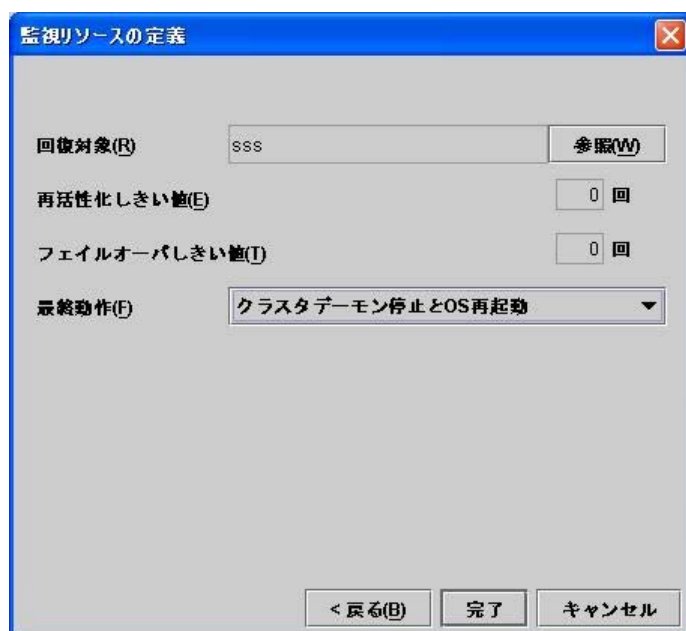 監視リソースの定義
回復対象(R) sss 参照(W)
再活性化しきい値(E) 0 回
フェイルオーバしきい値(T) 0 回
最終動作(F) クラスタデーモン停止とOS再起動
< 戻る(B) 完了 キャンセル